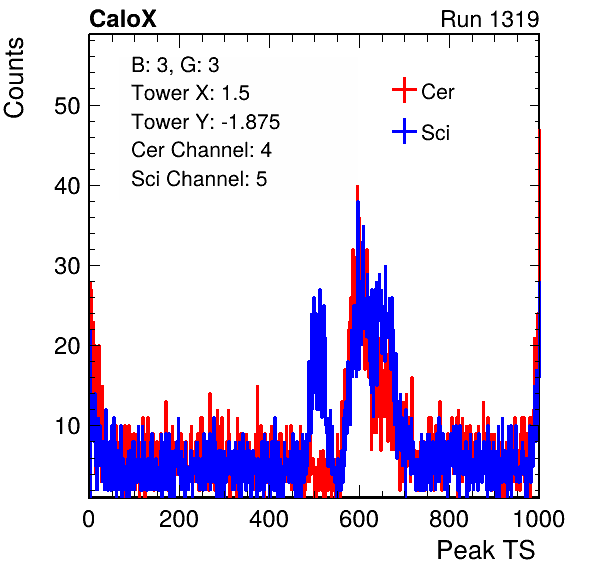 CaloX Run 1319
Counts
B: 3, G: 3
Tower X: 1.5
Tower Y: -1.875
Cer Channel: 4
Sci Channel: 5
Cer
Sci
50
40
30
20
10
0 200 400 600 800 1000
Peak TS